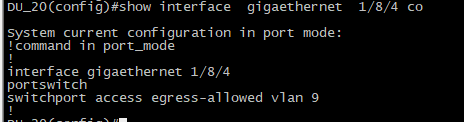 DU_20(config)#show interface  gigaethernet  1/8/4 co
System current configuration in port mode:
!command in port_mode
!
interface gigaethernet 1/8/4
portswitch
switchport access egress-allowed vlan 9
!
DU_20(config)#